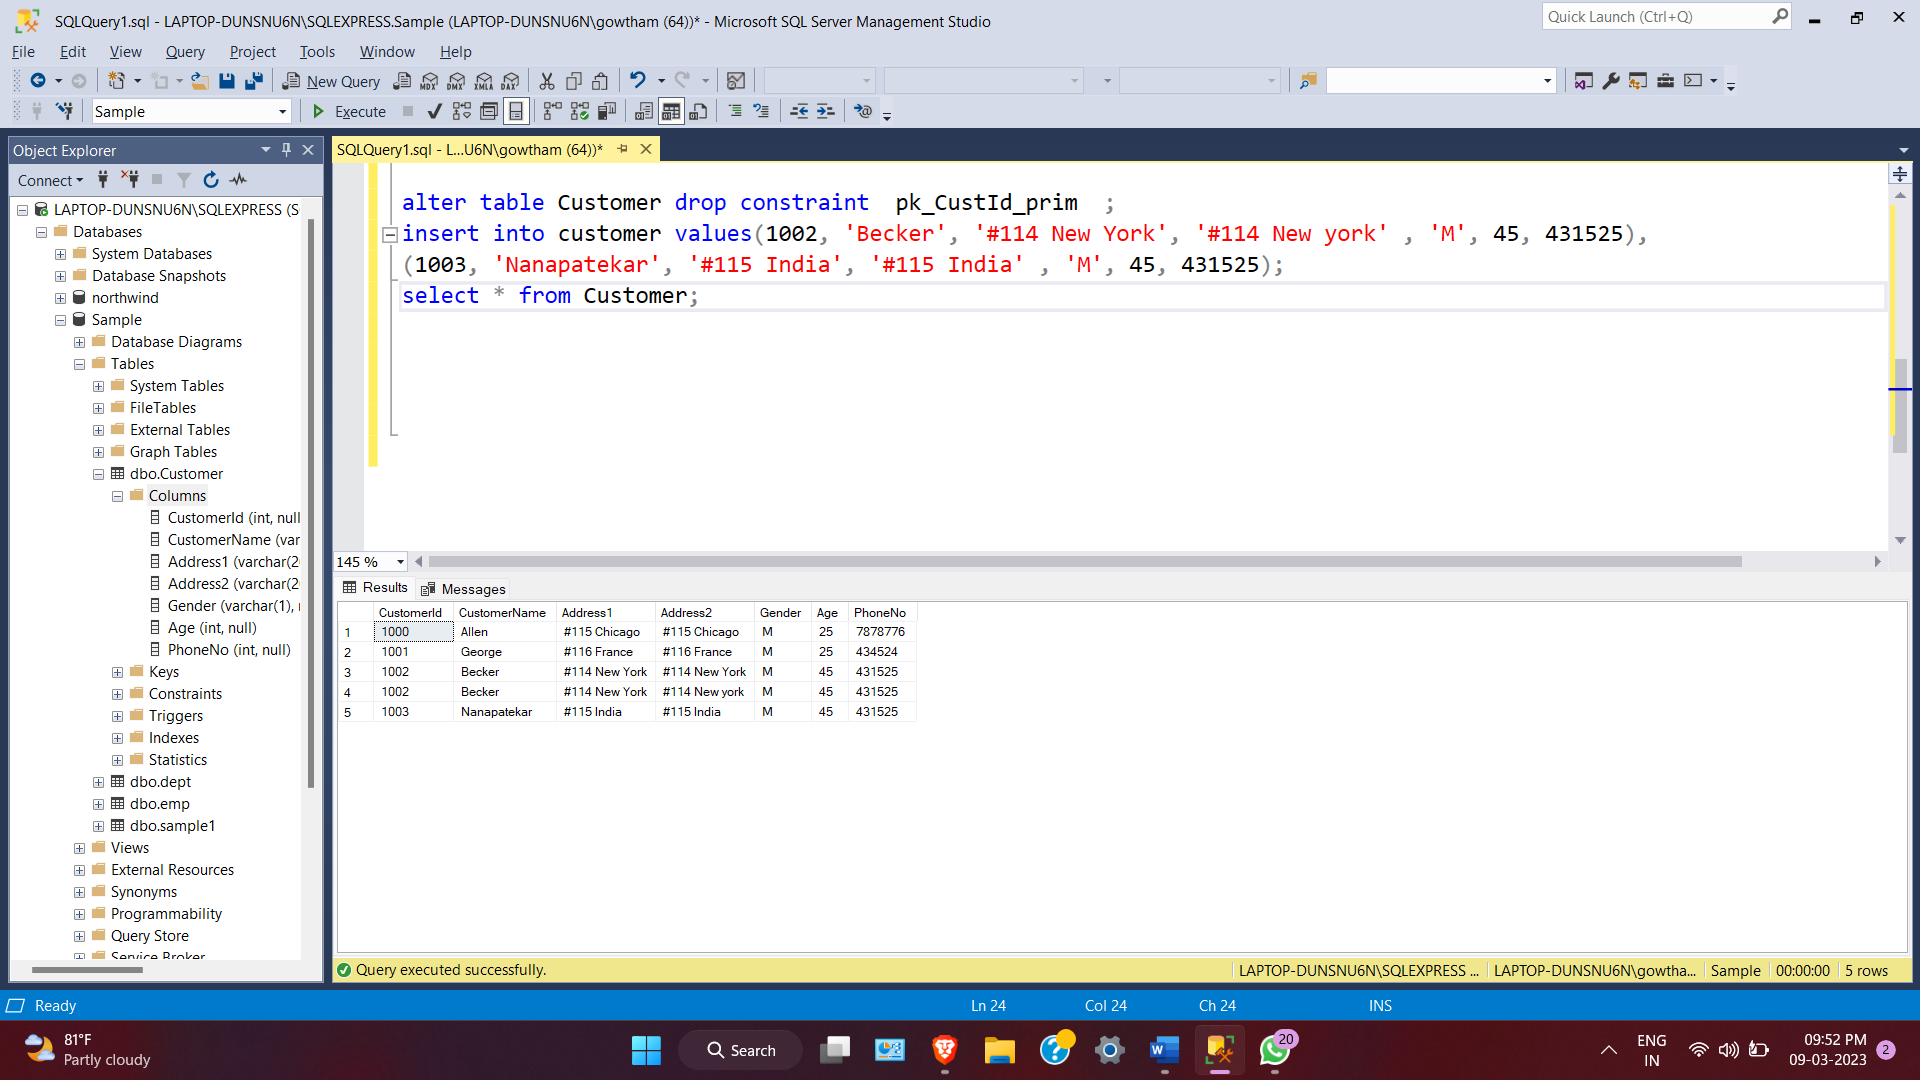 SQLQuery1.sql - LAPTOP-DUNSNU6N\SQLEXPRESS.Sample (LAPTOP-DUNSNU6N\gowtham (64))* - Microsoft SQL Server Management Studio
Quick Launch (Ctrl+Q)
File Edit View Query Project Tools Window Help
New Query MDX DMX XMLA DAX
Sample Execute
Object Explorer
SQLQuery1.sql - L...U6N\gowtham (64))*
Connect
LAPTOP-DUNSNU6N\SQLEXPRESS (S
Databases
System Databases
Database Snapshots
northwind
Sample
Database Diagrams
Tables
System Tables
FileTables
External Tables
Graph Tables
dbo.Customer
Columns
CustomerId (int, null
CustomerName (var
Address1 (varchar(2
Address2 (varchar(2
Gender (varchar(1),
Age (int, null)
PhoneNo (int, null)
Keys
Constraints
Triggers
Indexes
Statistics
dbo.dept
dbo.emp
dbo.sample1
Views
External Resources
Synonyms
Programmability
Query Store
Service Broker
alter table Customer drop constraint  pk_CustId_prim  ;
insert into customer values(1002, 'Becker', '#114 New York', '#114 New york' , 'M', 45, 431525),
(1003, 'Nanapatekar', '#115 India', '#115 India' , 'M', 45, 431525);
select * from Customer;
145 %
Results Messages
CustomerId CustomerName Address1 Address2 Gender Age PhoneNo
1 1000 Allen #115 Chicago #115 Chicago M 25 7878776
2 1001 George #116 France #116 France M 25 434524
3 1002 Becker #114 New York #114 New York M 45 431525
4 1002 Becker #114 New York #114 New york M 45 431525
5 1003 Nanapatekar #115 India #115 India M 45 431525
Query executed successfully. LAPTOP-DUNSNU6N\SQLEXPRESS ... LAPTOP-DUNSNU6N\gowtha... Sample 00:00:00 5 rows
Ready Ln 24 Col 24 Ch 24 INS
81°F
Partly cloudy
Search
20
ENG
IN
09:52 PM
09-03-2023
2